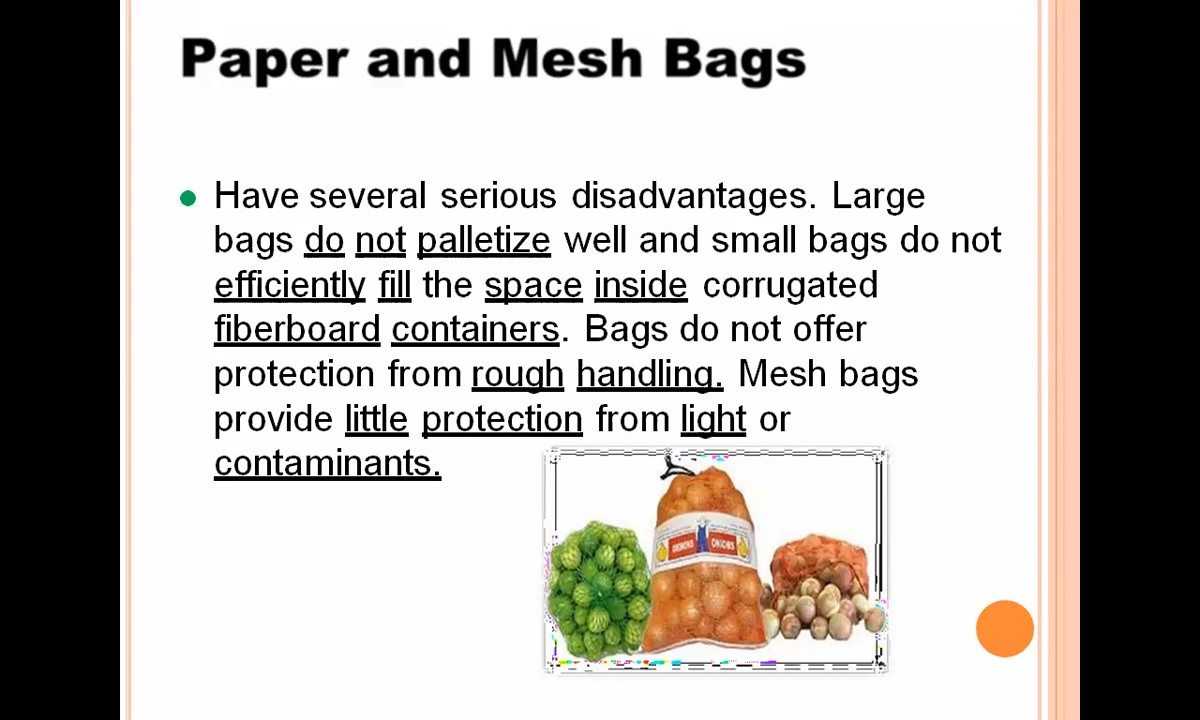 Paper and Mesh Bags
Have several serious disadvantages. Large
bags do not palletize well and small bags do not
efficiently fill the space inside corrugated
fiberboard containers. Bags do not offer
protection from rough handling. Mesh bags
provide little protection from light or
contaminants.
ONIONS